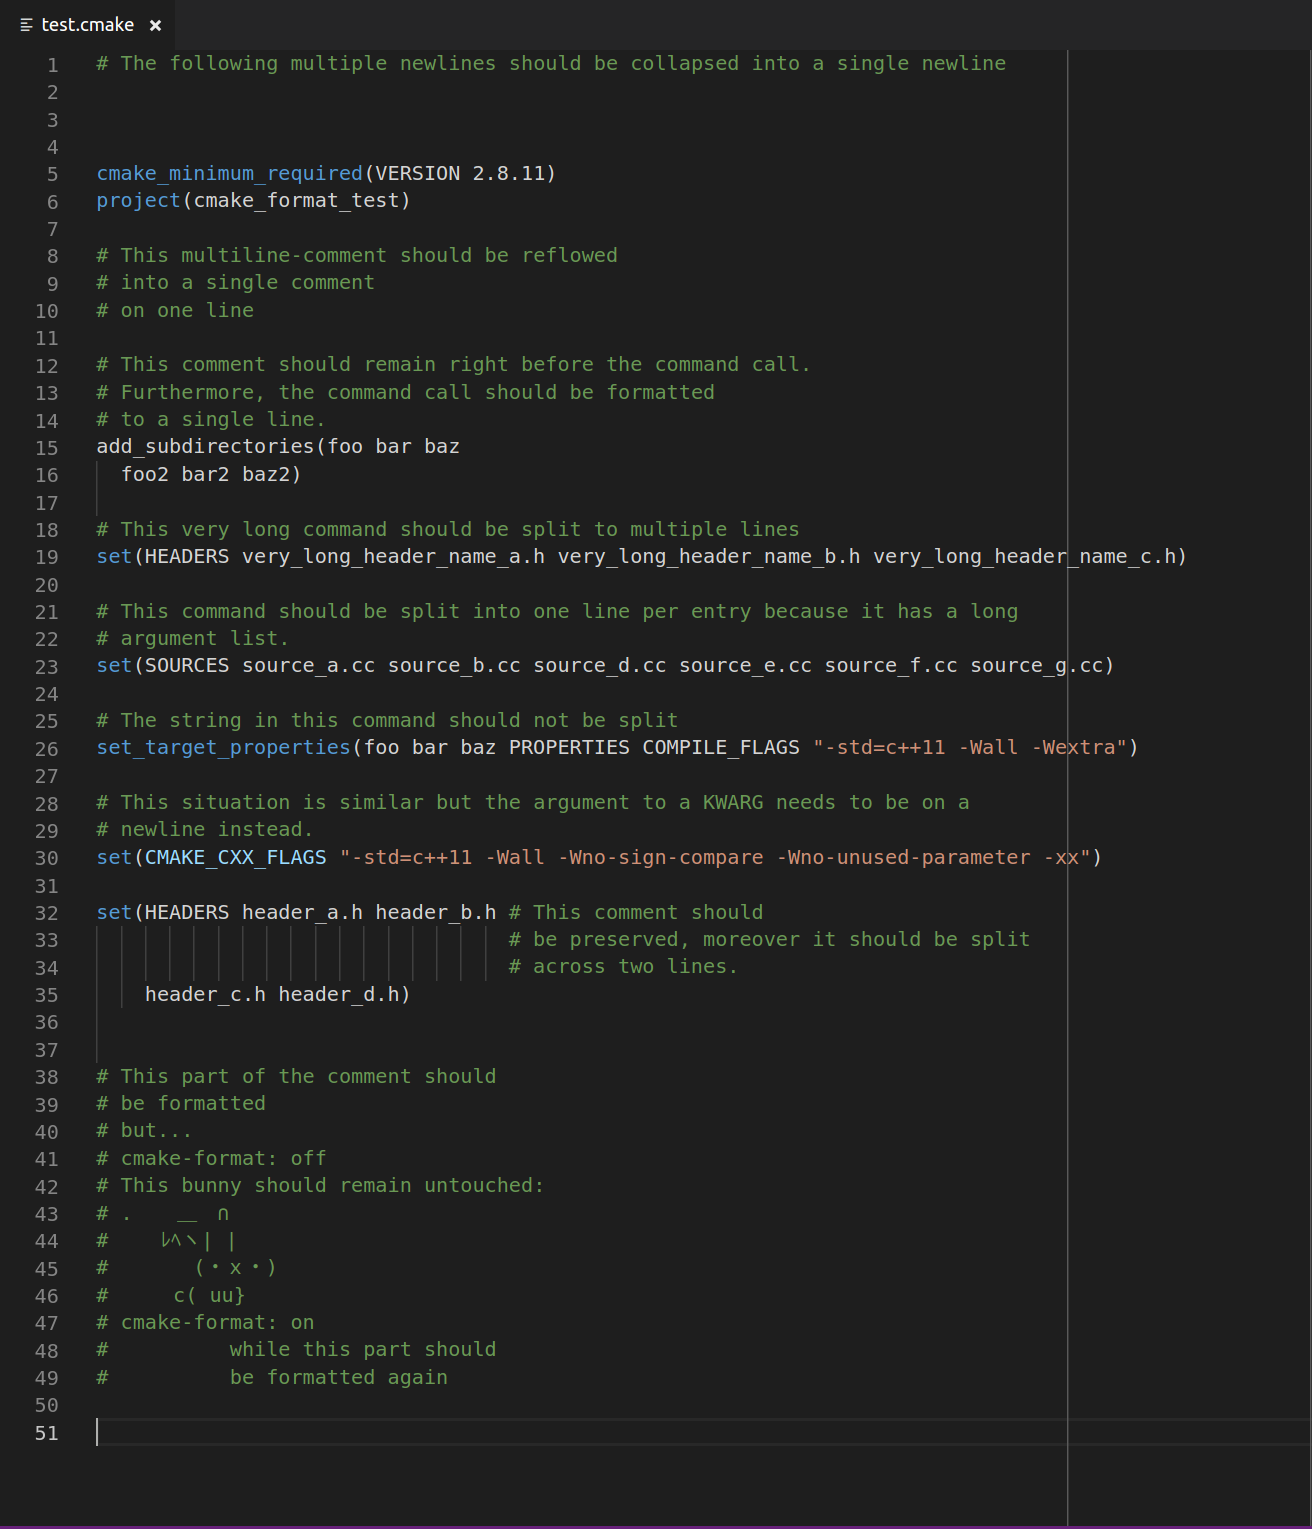 test.cmake ×
1 # The following multiple newlines should be collapsed into a single newline
2
3
4
5 cmake_minimum_required(VERSION 2.8.11)
6 project(cmake_format_test)
7
8 # This multiline-comment should be reflowed
9 # into a single comment
10 # on one line
11
12 # This comment should remain right before the command call.
13 # Furthermore, the command call should be formatted
14 # to a single line.
15 add_subdirectories(foo bar baz
16   foo2 bar2 baz2)
17
18 # This very long command should be split to multiple lines
19 set(HEADERS very_long_header_name_a.h very_long_header_name_b.h very_long_header_name_c.h)
20
21 # This command should be split into one line per entry because it has a long
22 # argument list.
23 set(SOURCES source_a.cc source_b.cc source_d.cc source_e.cc source_f.cc source_g.cc)
24
25 # The string in this command should not be split
26 set_target_properties(foo bar baz PROPERTIES COMPILE_FLAGS "-std=c++11 -Wall -Wextra")
27
28 # This situation is similar but the argument to a KWARG needs to be on a
29 # newline instead.
30 set(CMAKE_CXX_FLAGS "-std=c++11 -Wall -Wno-sign-compare -Wno-unused-parameter -xx")
31
32 set(HEADERS header_a.h header_b.h # This comment should
33                                   # be preserved, moreover it should be split
34                                   # across two lines.
35     header_c.h header_d.h)
36
37
38 # This part of the comment should
39 # be formatted
40 # but...
41 # cmake-format: off
42 # This bunny should remain untouched:
43 # .    ＿ ∩
44 #    ﾚﾍヽ| |
45 #       (・x・)
46 #     c( uu}
47 # cmake-format: on
48 #          while this part should
49 #          be formatted again
50
51